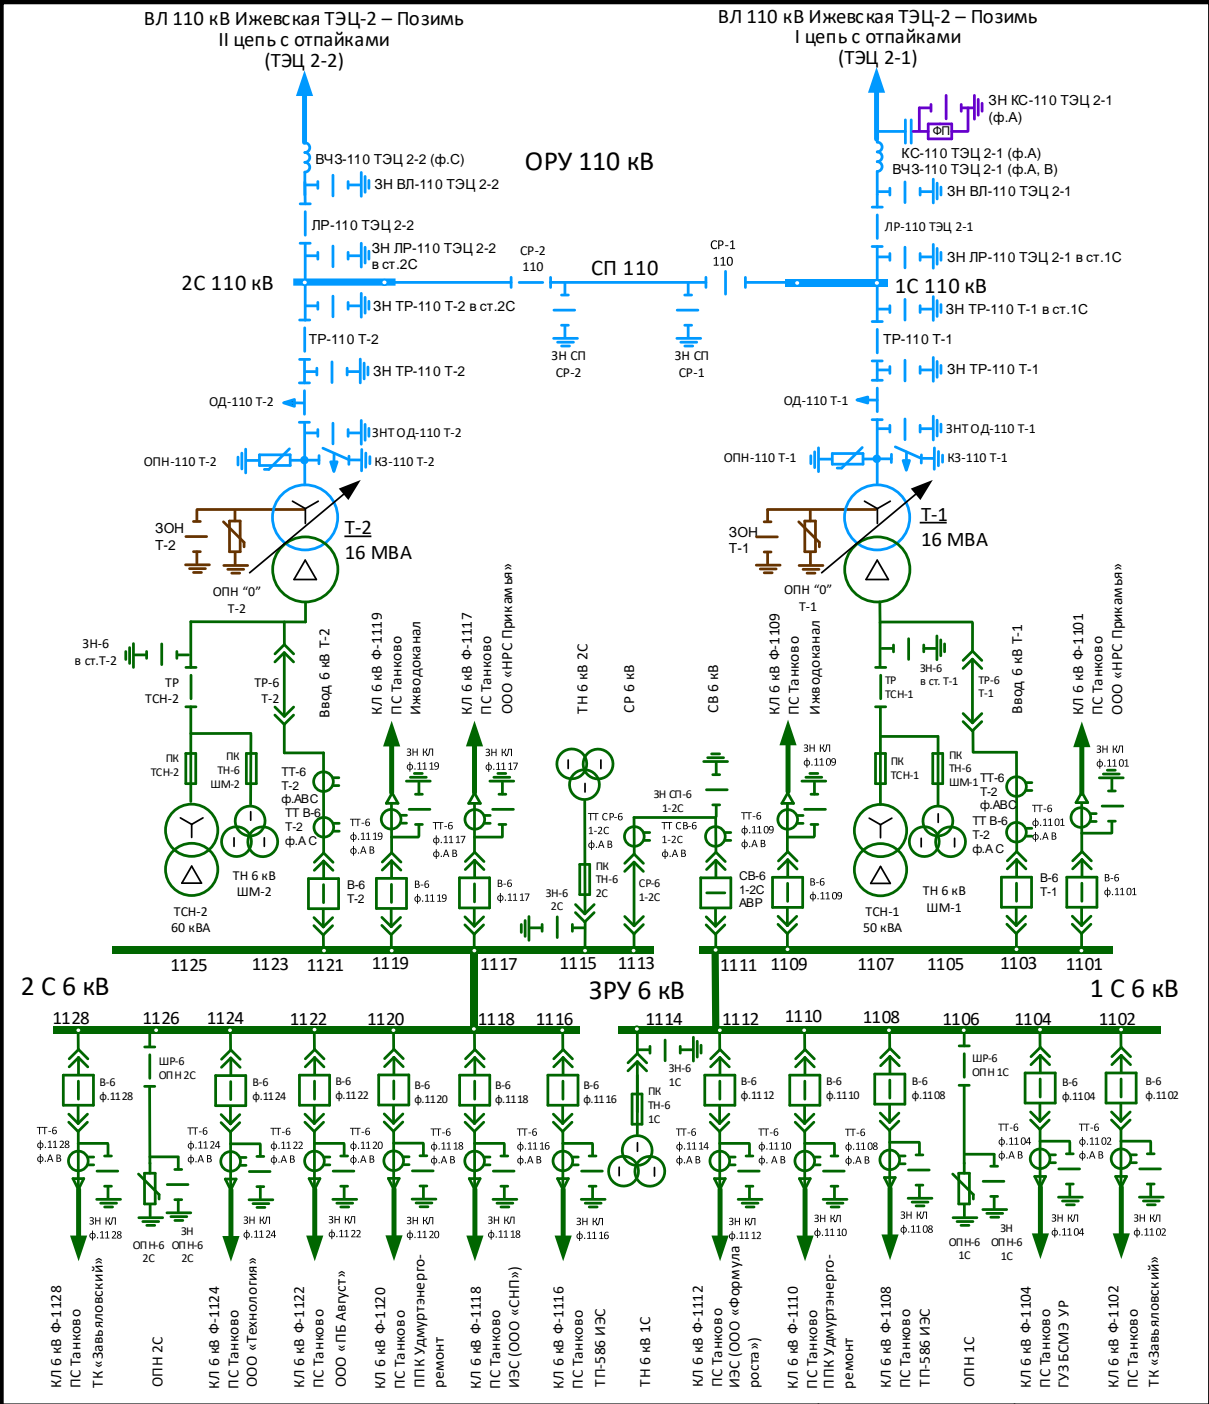 ВЛ 110 кВ Ижевская ТЭЦ-2 – Позимь
II цепь с отпайками
(ТЭЦ 2-2)
ВЛ 110 кВ Ижевская ТЭЦ-2 – Позимь
I цепь с отпайками
(ТЭЦ 2-1)
ЗН КС-110 ТЭЦ 2-1
(ф.А)
ФП
КС-110 ТЭЦ 2-1 (ф.А)
ВЧЗ-110 ТЭЦ 2-1 (ф.А, В)
ВЧЗ-110 ТЭЦ 2-2 (ф.С)
ОРУ 110 кВ
ЗН ВЛ-110 ТЭЦ 2-2
ЗН ВЛ-110 ТЭЦ 2-1
ЛР-110 ТЭЦ 2-2
ЛР-110 ТЭЦ 2-1
ЗН ЛР-110 ТЭЦ 2-2
в ст.2С
ЗН ЛР-110 ТЭЦ 2-1 в ст.1С
СР-2
110
СП 110
СР-1
110
2С 110 кВ
1С 110 кВ
ЗН ТР-110 Т-2 в ст.2С
ЗН ТР-110 Т-1 в ст.1С
ТР-110 Т-2
ТР-110 Т-1
ЗН СП
СР-2
ЗН СП
СР-1
ЗН ТР-110 Т-2
ЗН ТР-110 Т-1
ОД-110 Т-2
ОД-110 Т-1
ЗНТ ОД-110 Т-2
ЗНТ ОД-110 Т-1
ОПН-110 Т-2
КЗ-110 Т-2
ОПН-110 Т-1
КЗ-110 Т-1
ЗОН
Т-2
Т-2
16 МВА
ЗОН
Т-1
Т-1
16 МВА
ОПН "0"
Т-2
ОПН "0"
Т-1
ЗН-6
в ст.Т-2
ТР
ТСН-2
ТР-6
Т-2
Ввод 6 кВ Т-2
КЛ 6 кВ Ф-1119
ПС Танково
Ижводоканал
КЛ 6 кВ Ф-1117
ПС Танково
ООО «НРС Прикамья»
ТН 6 кВ 2С
СР 6 кВ
СВ 6 кВ
КЛ 6 кВ Ф-1109
ПС Танково
Ижводоканал
ЗН-6
в ст. Т-1
ТР
ТСН-1
ТР-6
Т-1
Ввод 6 кВ Т-1
КЛ 6 кВ Ф-1101
ПС Танково
ООО «НРС Прикамья»
ПК
ТСН-2
ПК
ТН-6
ШМ-2
ТТ-6
Т-2
ф.АВС
ТТ В-6
Т-2
ф.А С
ЗН КЛ
ф.1119
ЗН КЛ
ф.1117
ЗН СП-6
1-2С
ЗН КЛ
ф.1109
ПК
ТСН-1
ПК
ТН-6
ШМ-1
ТТ-6
Т-2
ф.АВС
ТТ В-6
Т-2
ф.А С
ЗН КЛ
ф.1101
ТТ-6
ф.1119
ф.А В
ТТ-6
ф.1117
ф.А В
ТТ СР-6
1-2С
ф.А В
ТТ СВ-6
1-2С
ф.А В
ТТ-6
ф.1109
ф.А В
ТТ-6
ф.1101
ф.А В
ТН 6 кВ
ШМ-2
ТСН-2
60 кВА
В-6
Т-2
В-6
ф.1119
В-6
ф.1117
ЗН-6
2С
ПК
ТН-6
2С
СР-6
1-2С
СВ-6
1-2С
АВР
В-6
ф.1109
ТСН-1
50 кВА
ТН 6 кВ
ШМ-1
В-6
Т-1
В-6
ф.1101
1125
1123
1121
1119
1117
1115
1113
1111
1109
1107
1105
1103
1101
2 С 6 кВ
ЗРУ 6 кВ
1 С 6 кВ
1128
1126
1124
1122
1120
1118
1116
1114
1112
1110
1108
1106
1104
1102
В-6
ф.1128
ШР-6
ОПН 2С
В-6
ф.1124
В-6
ф.1122
В-6
ф.1120
В-6
ф.1118
В-6
ф.1116
ЗН-6
1С
ПК
ТН-6
1С
В-6
ф.1112
В-6
ф.1110
В-6
ф.1108
ШР-6
ОПН 1С
В-6
ф.1104
В-6
ф.1102
ТТ-6
ф.1128
ф.А В
ТТ-6
ф.1124
ф.А В
ТТ-6
ф.1122
ф.А В
ТТ-6
ф.1120
ф.А В
ТТ-6
ф.1118
ф.А В
ТТ-6
ф.1116
ф.А В
ТТ-6
ф.1114
ф.А В
ТТ-6
ф.1110
ф.А В
ТТ-6
ф.1108
ф.А В
ТТ-6
ф.1104
ф.А В
ТТ-6
ф.1102
ф.А В
ЗН КЛ
ф.1128
ОПН-6
2С
ЗН
ОПН-6
2С
ЗН КЛ
ф.1124
ЗН КЛ
ф.1122
ЗН КЛ
ф.1120
ЗН КЛ
ф.1118
ЗН КЛ
ф.1116
ЗН КЛ
ф.1112
ЗН КЛ
ф.1110
ЗН КЛ
ф.1108
ОПН-6
1С
ЗН
ОПН-6
1С
ЗН КЛ
ф.1104
ЗН КЛ
ф.1102
КЛ 6 кВ Ф-1128
ПС Танково
ТК «Завьяловский»
ОПН 2С
КЛ 6 кВ Ф-1124
ПС Танково
ООО «Технология»
КЛ 6 кВ Ф-1122
ПС Танково
ООО «ПБ Август»
КЛ 6 кВ Ф-1120
ПС Танково
ППК Удмуртэнерго-
ремонт
КЛ 6 кВ Ф-1118
ПС Танково
ИЭС (ООО «СНП»)
КЛ 6 кВ Ф-1116
ПС Танково
ТП-586 ИЭС
ТН 6 кВ 1С
КЛ 6 кВ Ф-1112
ПС Танково
ИЭС (ООО «Формула
роста»)
КЛ 6 кВ Ф-1110
ПС Танково
ППК Удмуртэнерго-
ремонт
КЛ 6 кВ Ф-1108
ПС Танково
ТП-586 ИЭС
ОПН 1С
КЛ 6 кВ Ф-1104
ПС Танково
ГУЗ БСМЭ УР
КЛ 6 кВ Ф-1102
ПС Танково
ТК «Завьяловский»